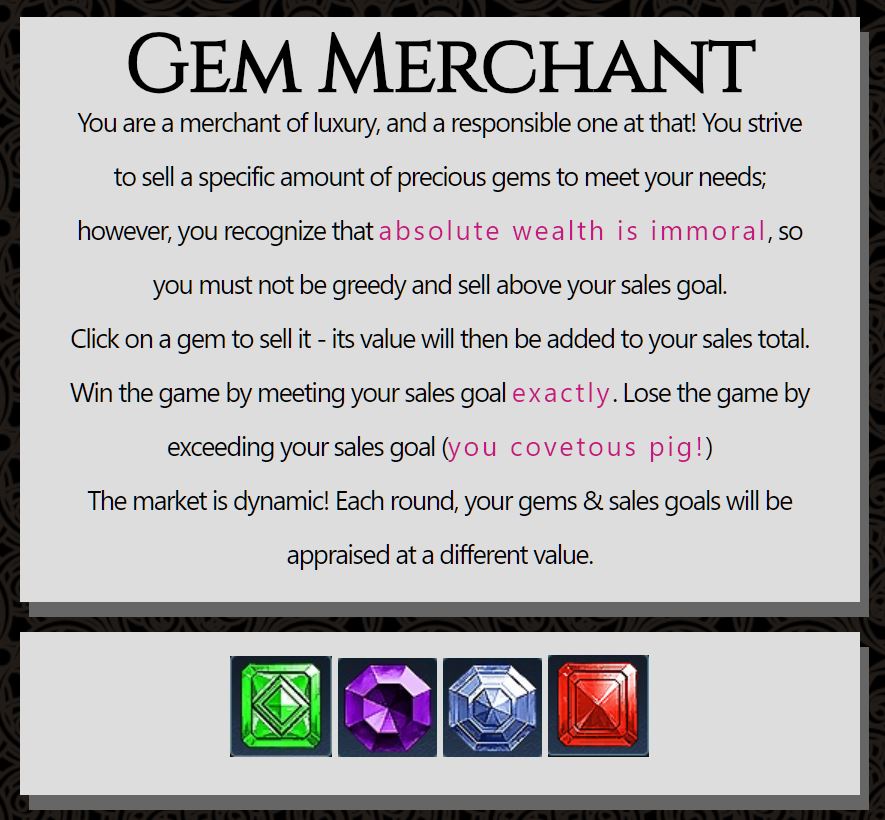 Gem Merchant
You are a merchant of luxury, and a responsible one at that! You strive
to sell a specific amount of precious gems to meet your needs;
however, you recognize that absolute wealth is immoral, so
you must not be greedy and sell above your sales goal.
Click on a gem to sell it - its value will then be added to your sales total.
Win the game by meeting your sales goal exactly. Lose the game by
exceeding your sales goal (you covetous pig!)
The market is dynamic! Each round, your gems & sales goals will be
appraised at a different value.